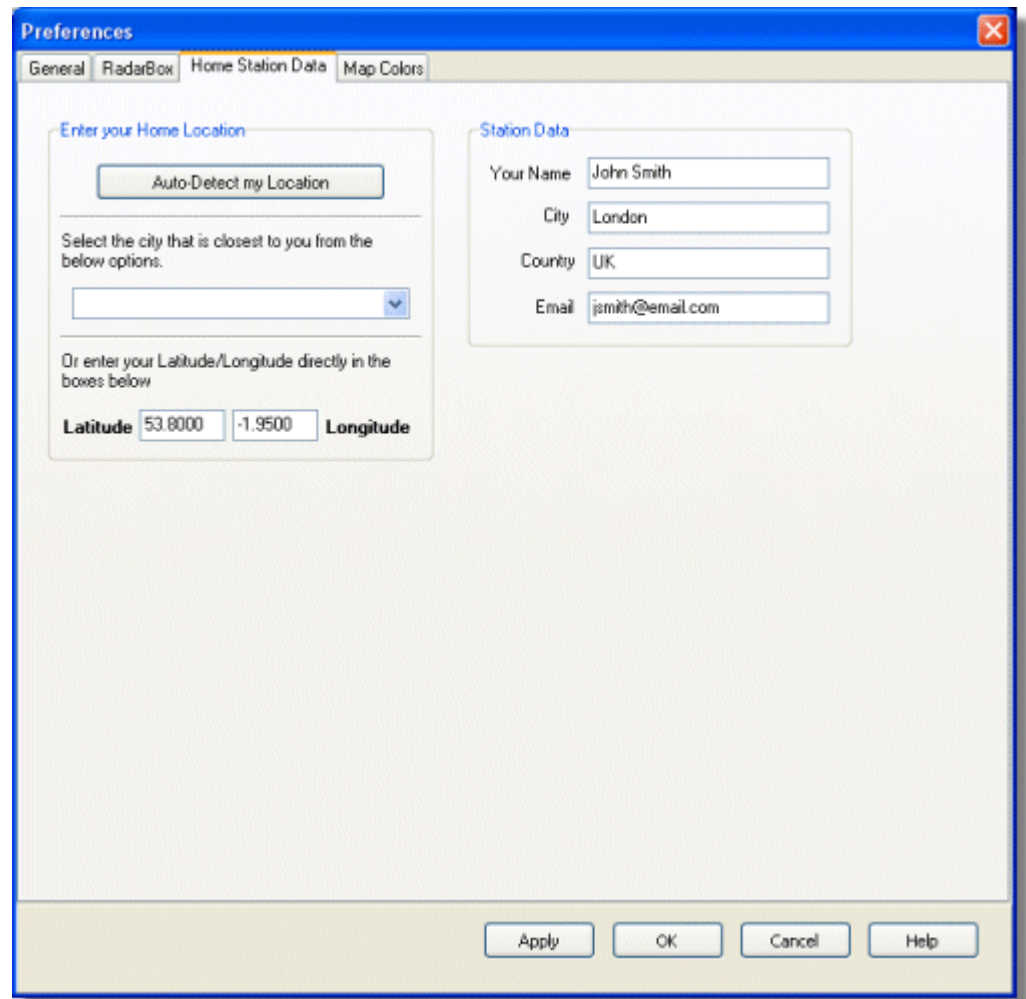 Preferences
General RadarBox Home Station Data Map Colors
Enter your Home Location
Auto-Detect my Location
Select the city that is closest to you from the
below options.
Or enter your Latitude/Longitude directly in the
boxes below
Latitude 53.8000 -1.9500 Longitude
Station Data
Your Name John Smith
City London
Country UK
Email jsmith@email.com
Apply OK Cancel Help